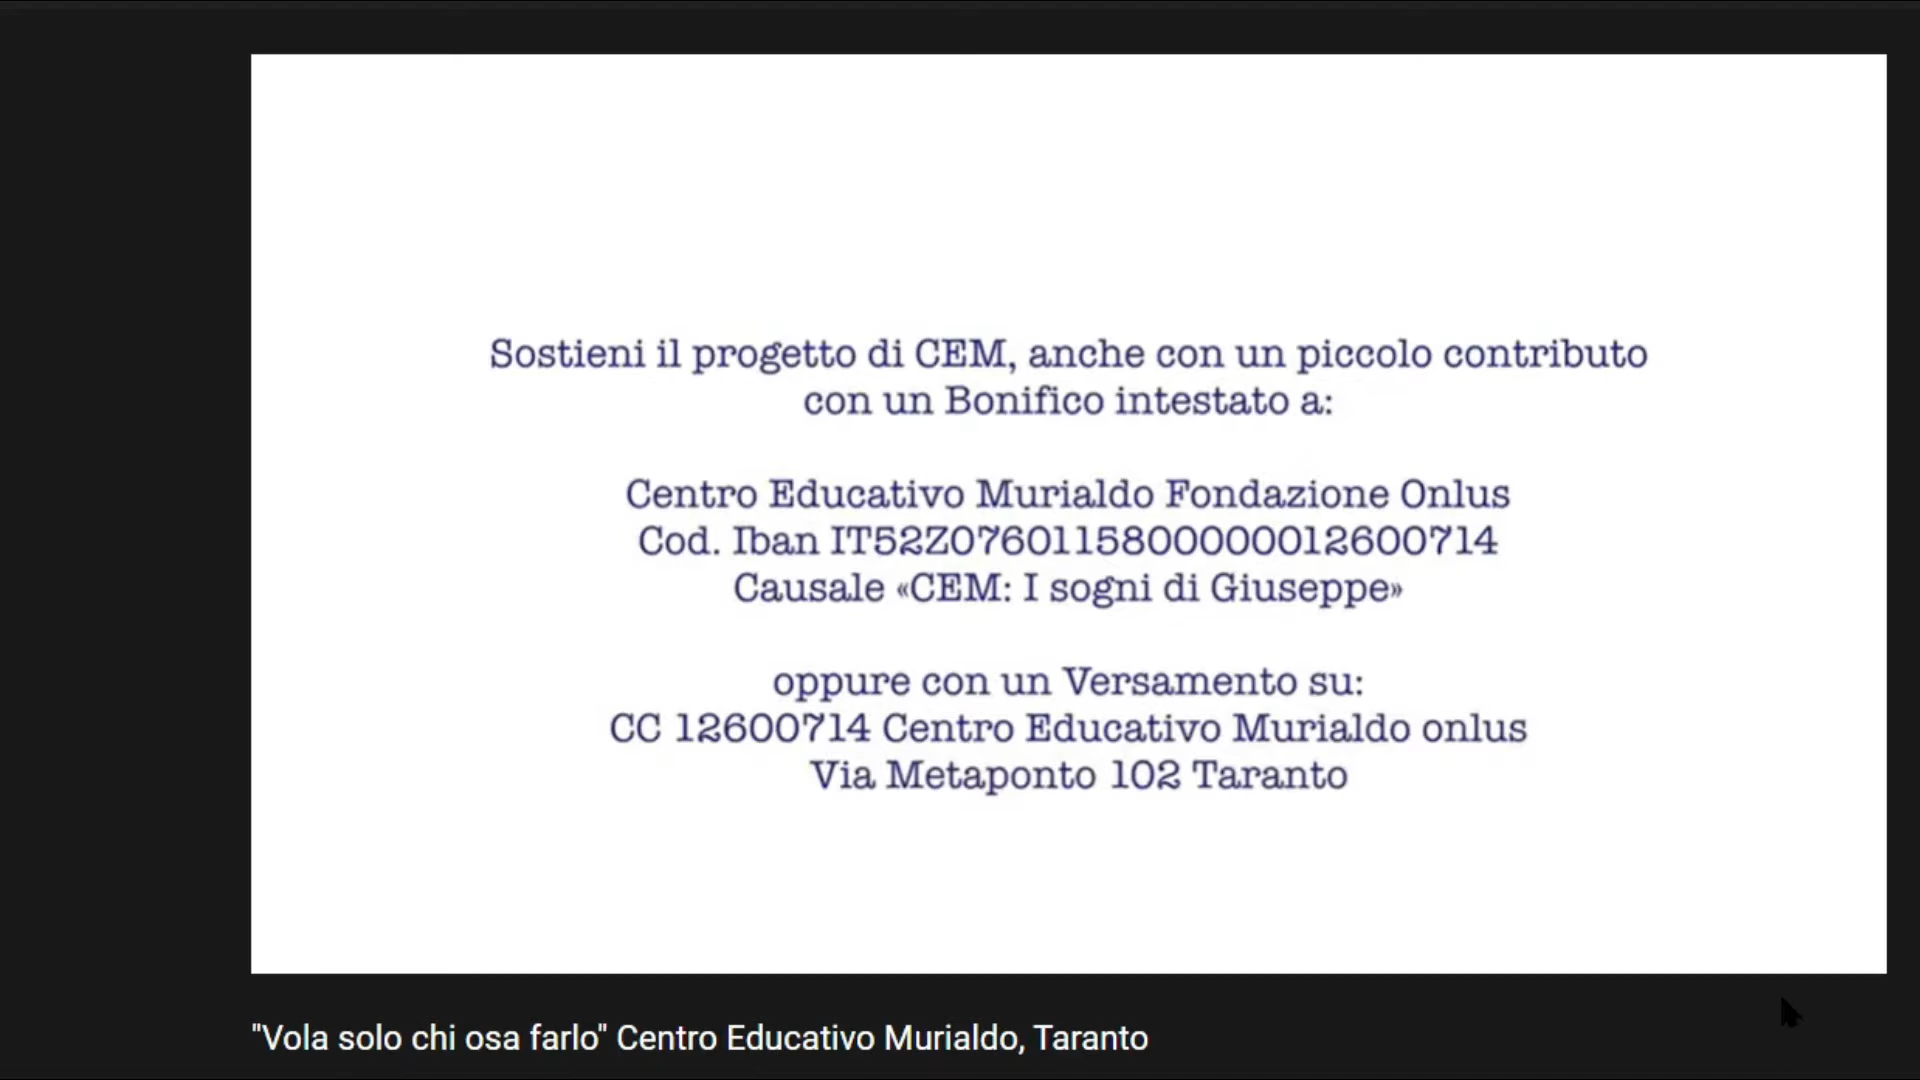 Sostieni il progetto di CEM, anche con un piccolo contributo
con un Bonifico intestato a:
Centro Educativo Murialdo Fondazione Onlus
Cod. Iban IT52Z0760115800000012600714
Causale «CEM: I sogni di Giuseppe»
oppure con un Versamento su:
CC 12600714 Centro Educativo Murialdo onlus
Via Metaponto 102 Taranto
"Vola solo chi osa farlo" Centro Educativo Murialdo, Taranto